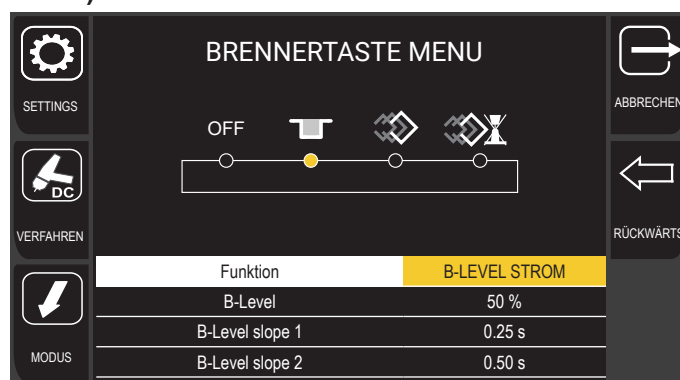 BRENNERTASTE MENU
SETTINGS
ABBRECHEN
OFF
DC
VERFAHREN
RÜCKWÄRTS
Funktion B-LEVEL STROM
B-Level 50 %
B-Level slope 1 0.25 s
B-Level slope 2 0.50 s
MODUS